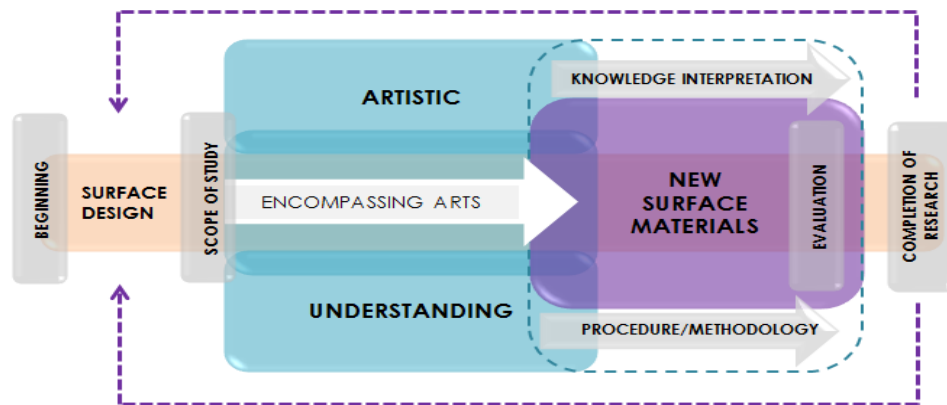 BEGINNING
SURFACE
DESIGN
SCOPE OF STUDY
ARTISTIC
ENCOMPASSING ARTS
UNDERSTANDING
KNOWLEDGE INTERPRETATION
NEW
SURFACE
MATERIALS
EVALUATION
PROCEDURE/METHODOLOGY
COMPLETION OF
RESEARCH